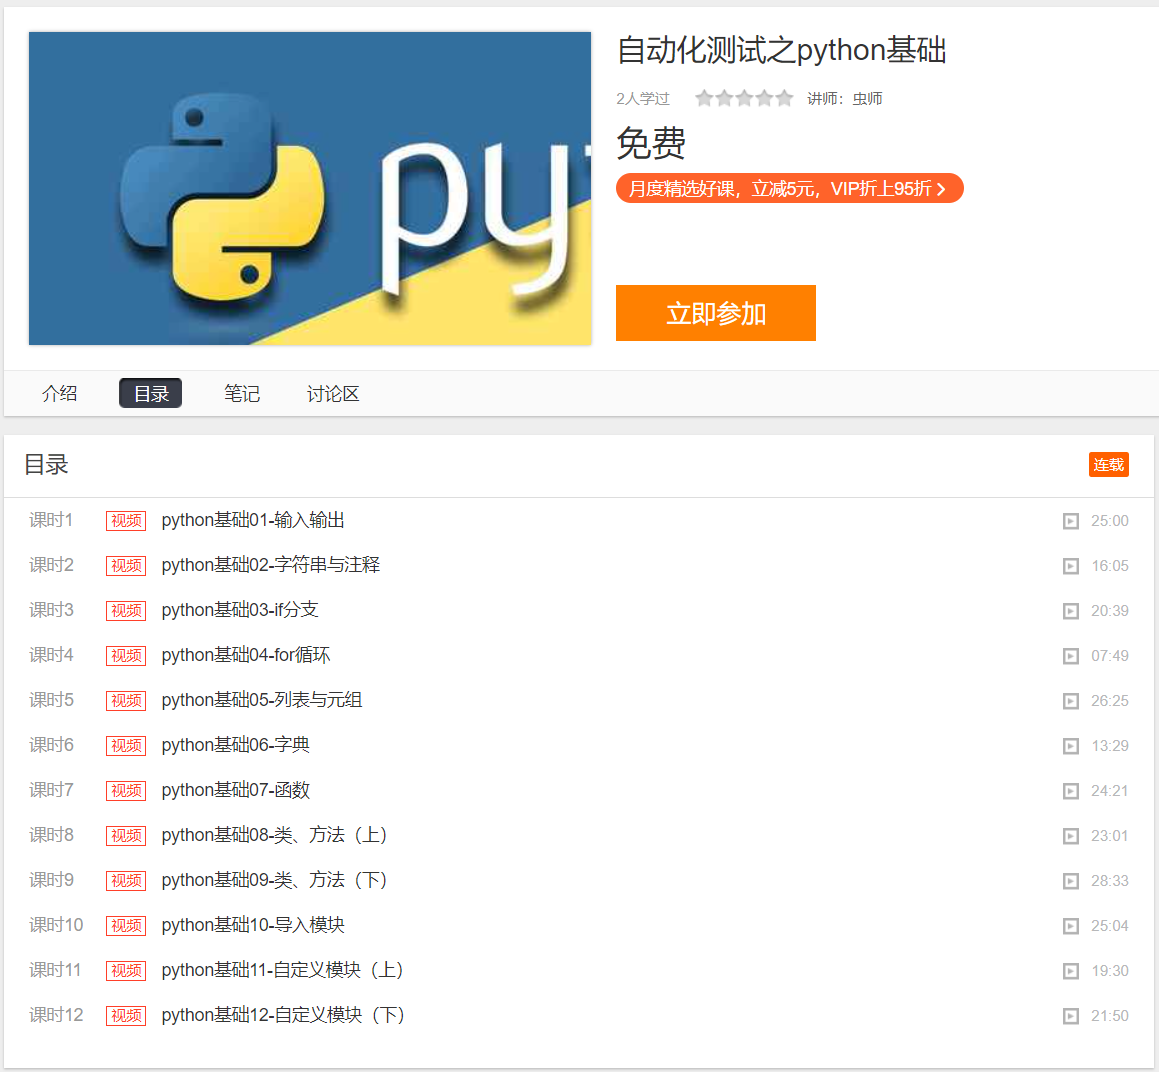 py
自动化测试之python基础
2人学过 讲师：虫师
免费
月度精选好课，立减5元，VIP折上95折
立即参加
介绍 目录 笔记 讨论区
目录 连载
课时1 视频 python基础01-输入输出 25:00
课时2 视频 python基础02-字符串与注释 16:05
课时3 视频 python基础03-if分支 20:39
课时4 视频 python基础04-for循环 07:49
课时5 视频 python基础05-列表与元组 26:25
课时6 视频 python基础06-字典 13:29
课时7 视频 python基础07-函数 24:21
课时8 视频 python基础08-类、方法（上） 23:01
课时9 视频 python基础09-类、方法（下） 28:33
课时10 视频 python基础10-导入模块 25:04
课时11 视频 python基础11-自定义模块（上） 19:30
课时12 视频 python基础12-自定义模块（下） 21:50